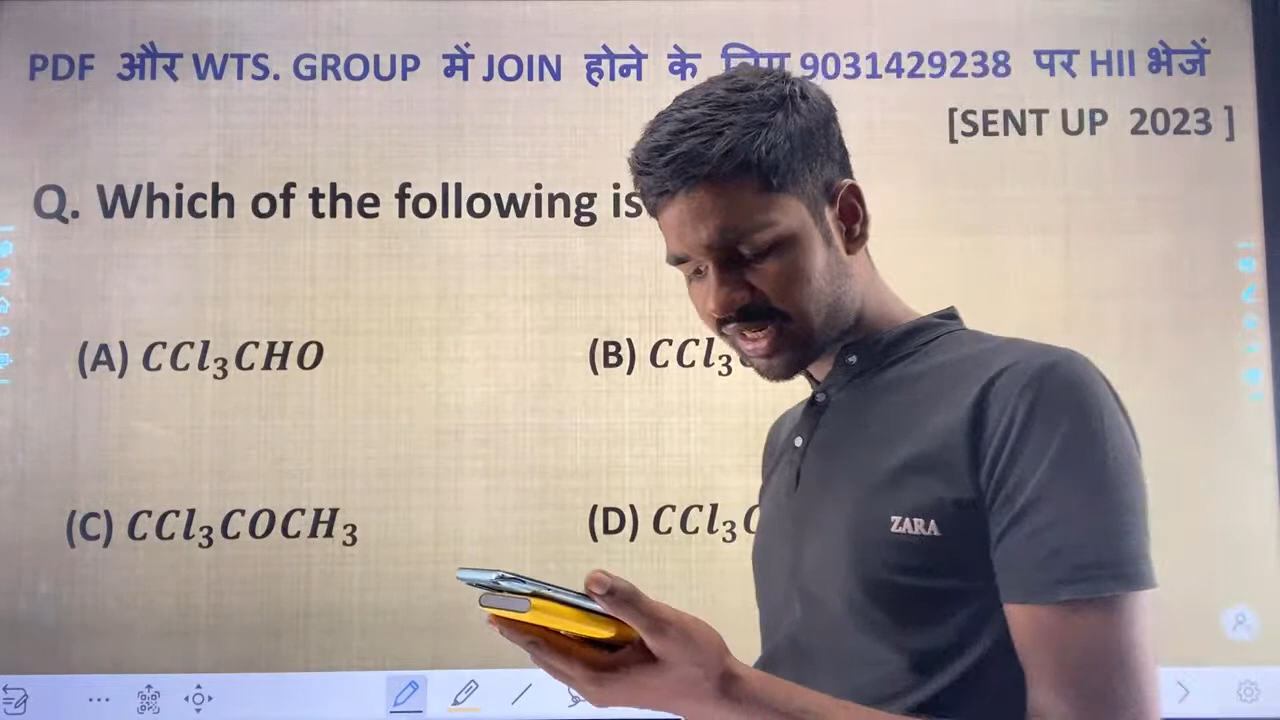 PDF और WTS. GROUP में JOIN होने के लिए 9031429238 पर HII भेजें
[SENT UP 2023 ]
Q. Which of the following is
(A) CCl₃CHO
(B) CCl₃
(C) CCl₃COCH₃
(D) CCl₃C
ZARA